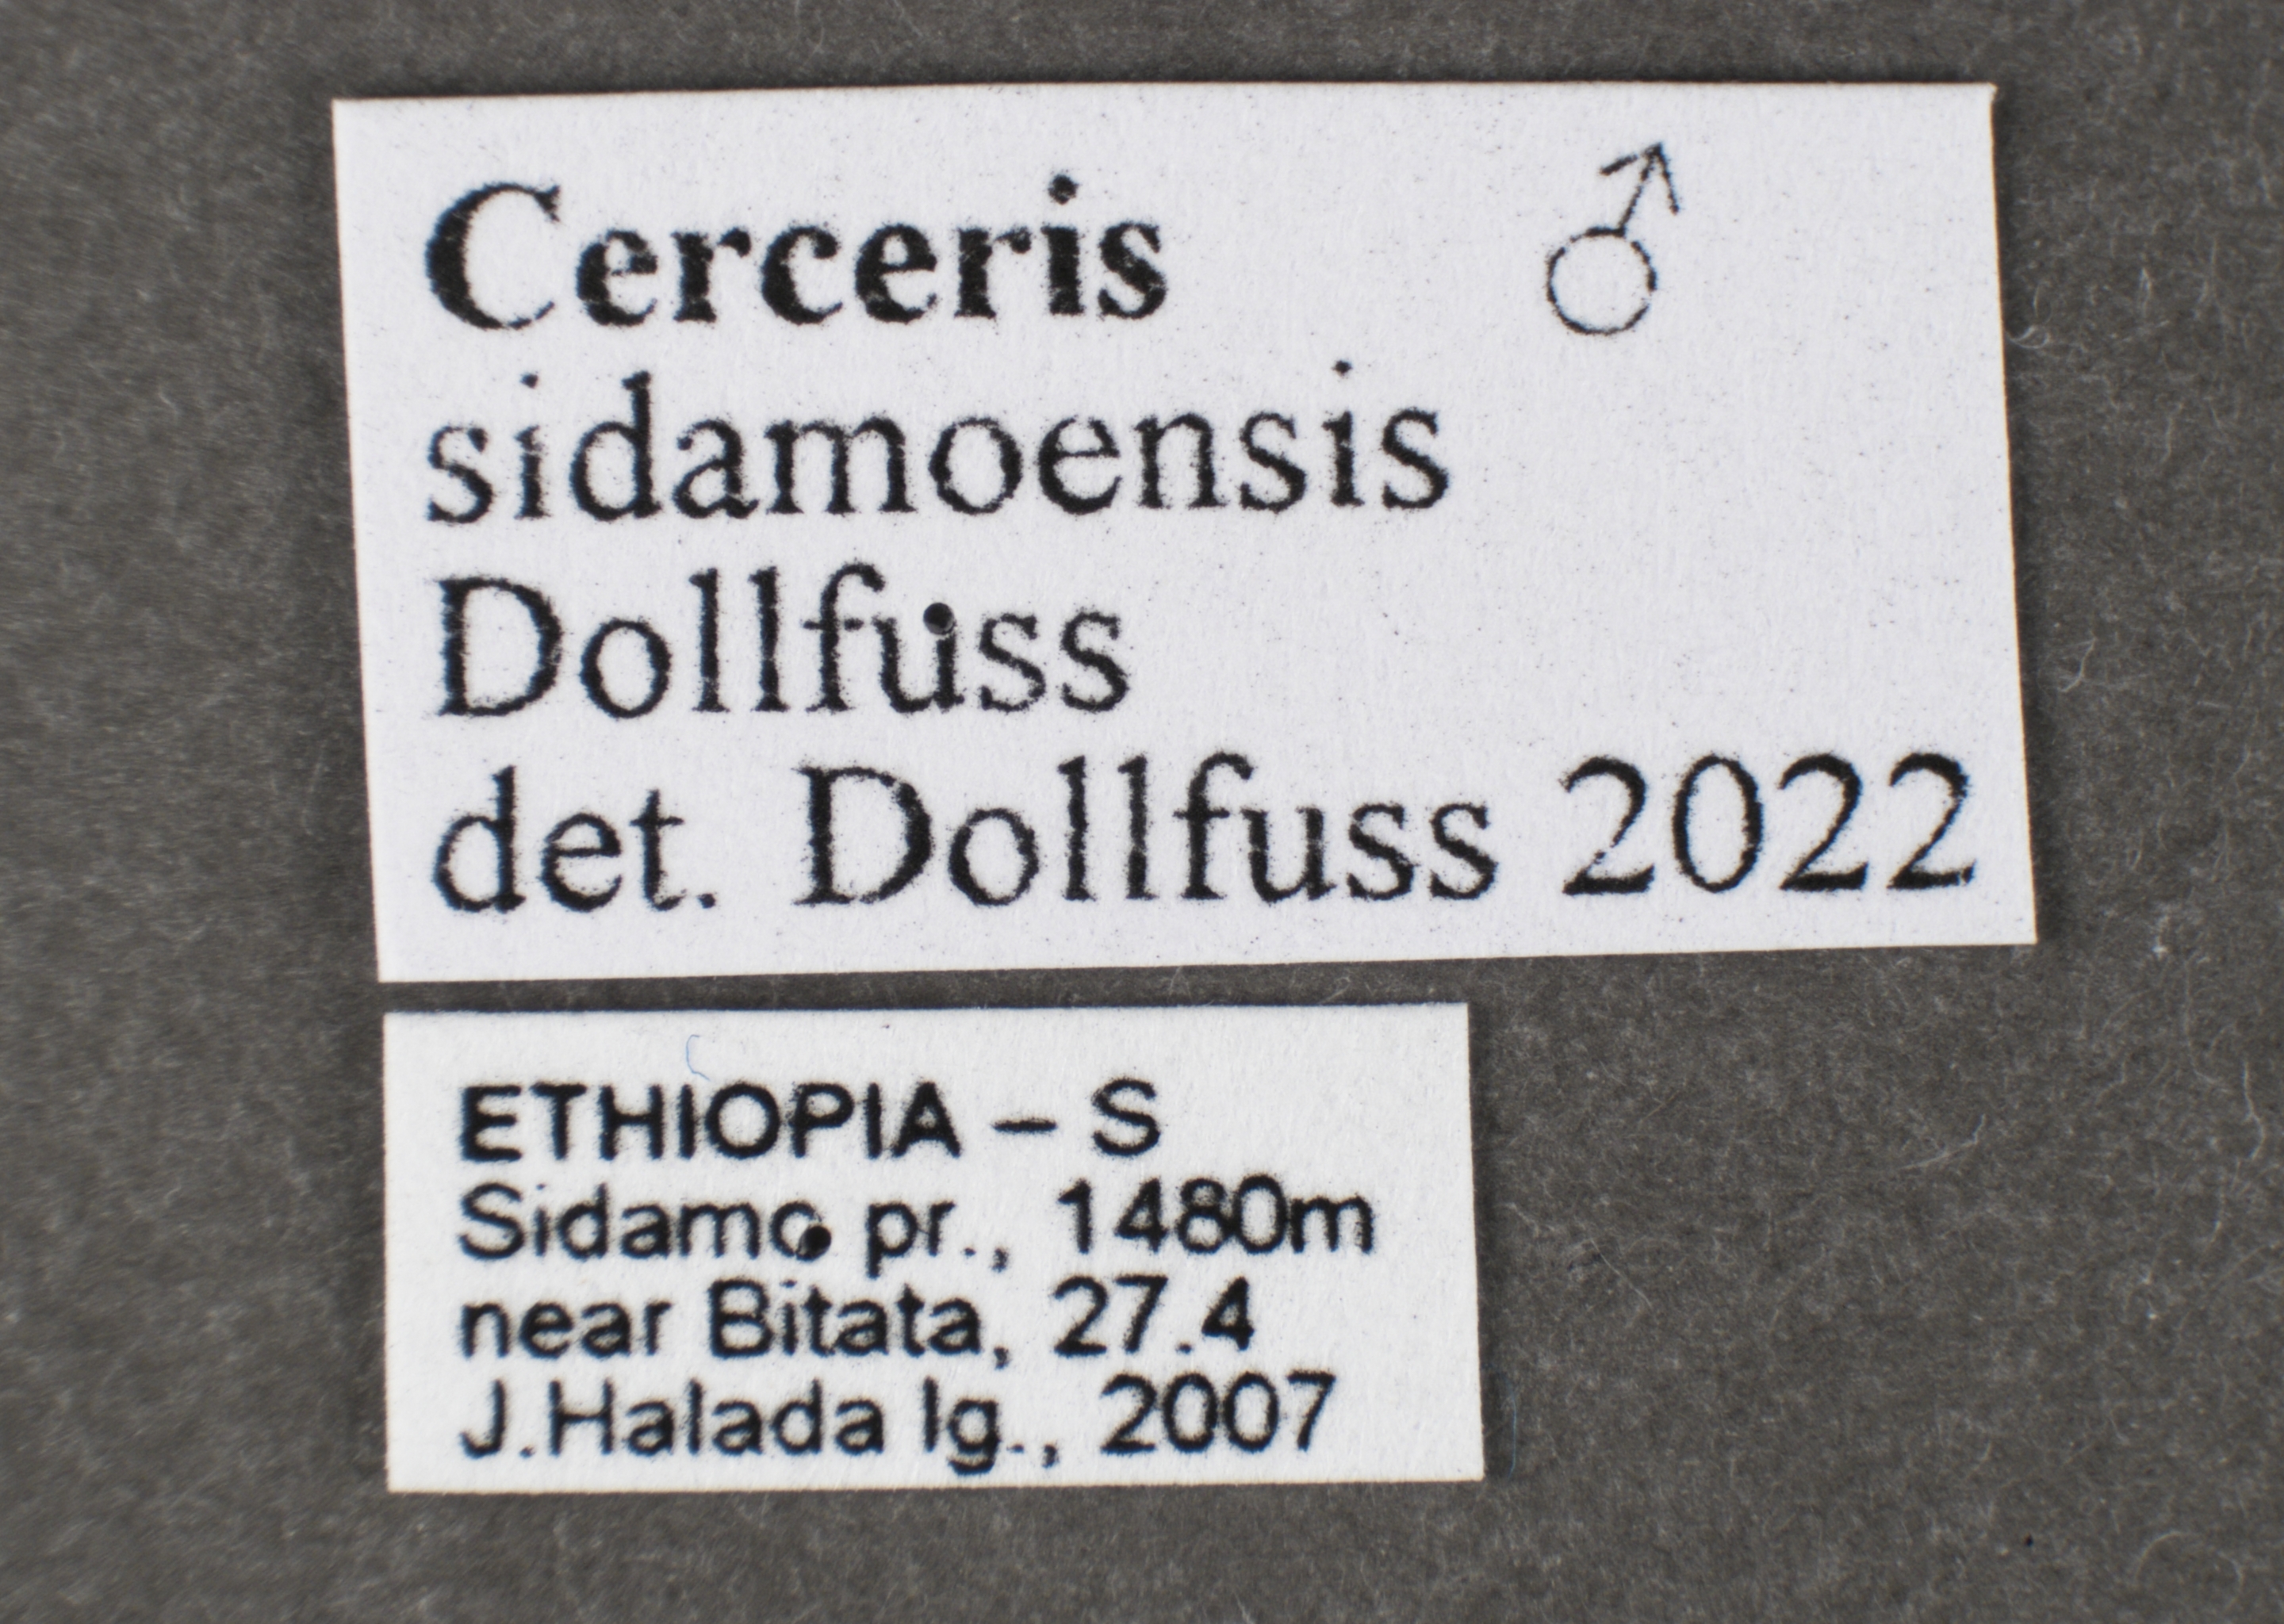 Cerceris ♂
sidamoensis
Dollfuss
det. Dollfuss 2022
ETHIOPIA – S
Sidamo pr., 1480m
near Bitata, 27.4
J.Halada lg., 2007